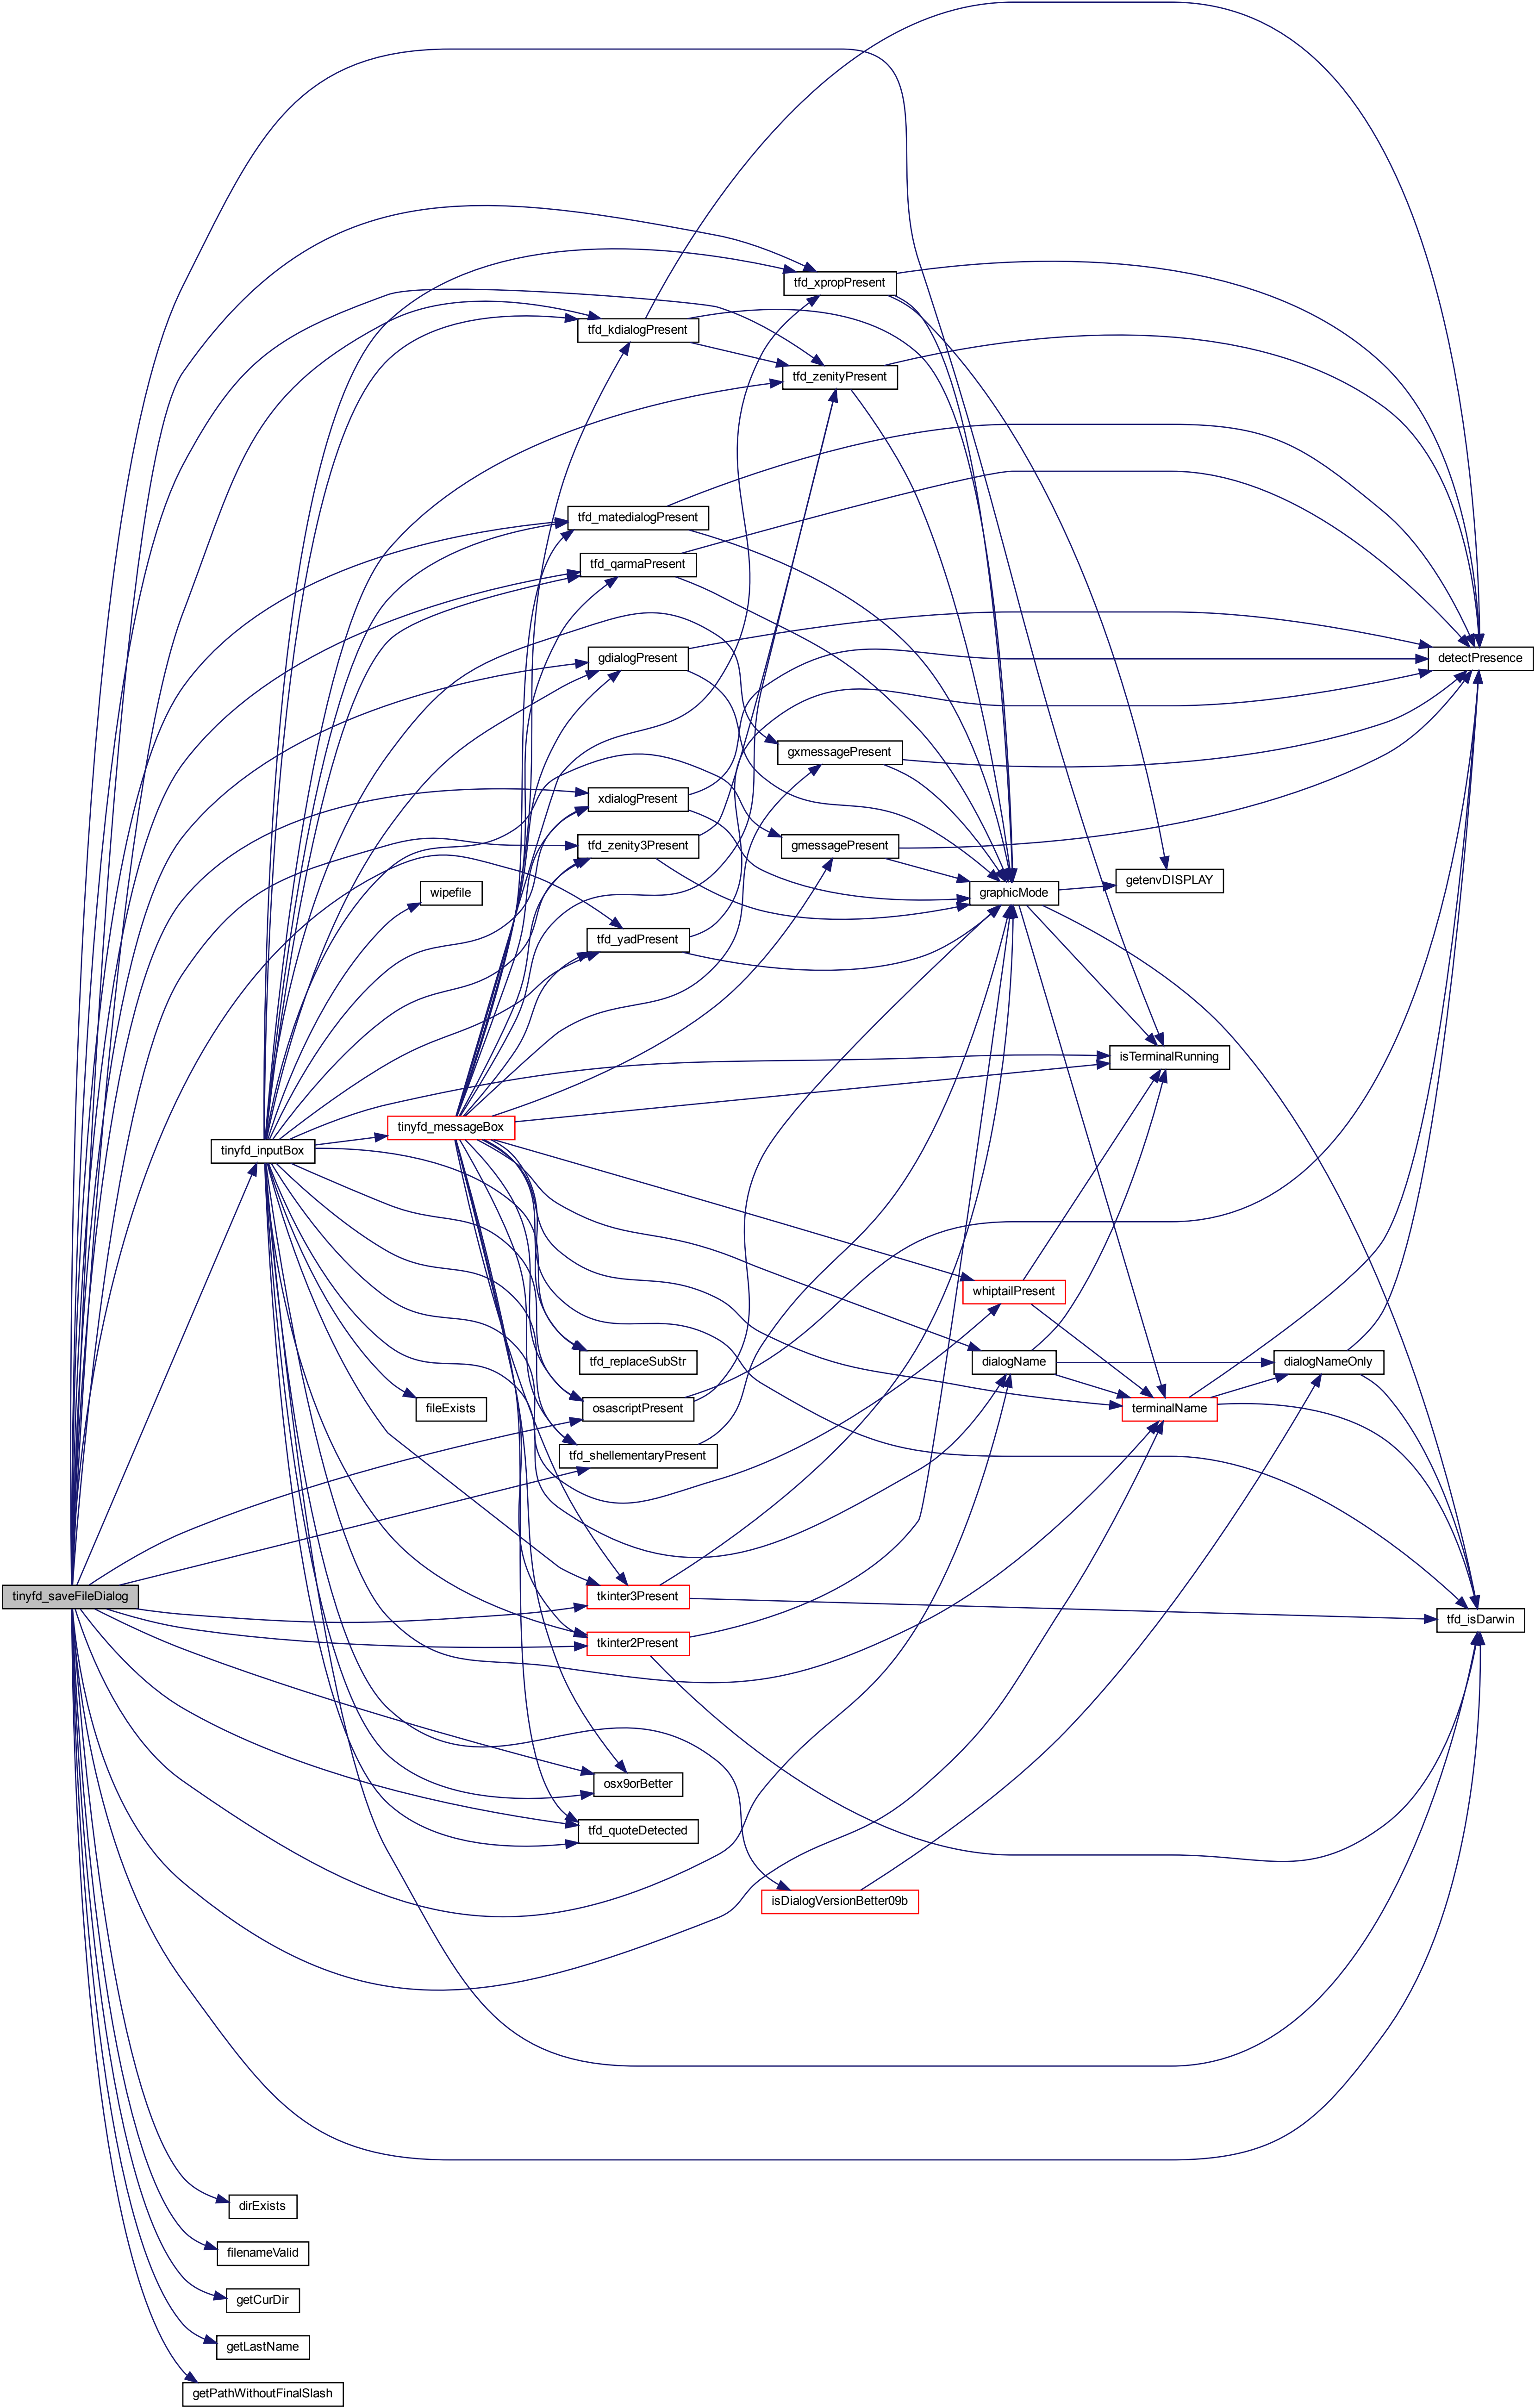 tfd_xpropPresent
tfd_kdialogPresent
tfd_zenityPresent
tfd_matedialogPresent
tfd_qarmaPresent
gdialogPresent
detectPresence
gxmessagePresent
xdialogPresent
tfd_zenity3Present
gmessagePresent
getenvDISPLAY
wipefile
graphicMode
tfd_yadPresent
isTerminalRunning
tinyfd_messageBox
tinyfd_inputBox
whiptailPresent
tfd_replaceSubStr
dialogName
dialogNameOnly
fileExists
osascriptPresent
terminalName
tfd_shellementaryPresent
tinyfd_saveFileDialog
tkinter3Present
tfd_isDarwin
tkinter2Present
osx9orBetter
tfd_quoteDetected
isDialogVersionBetter09b
dirExists
filenameValid
getCurDir
getLastName
getPathWithoutFinalSlash